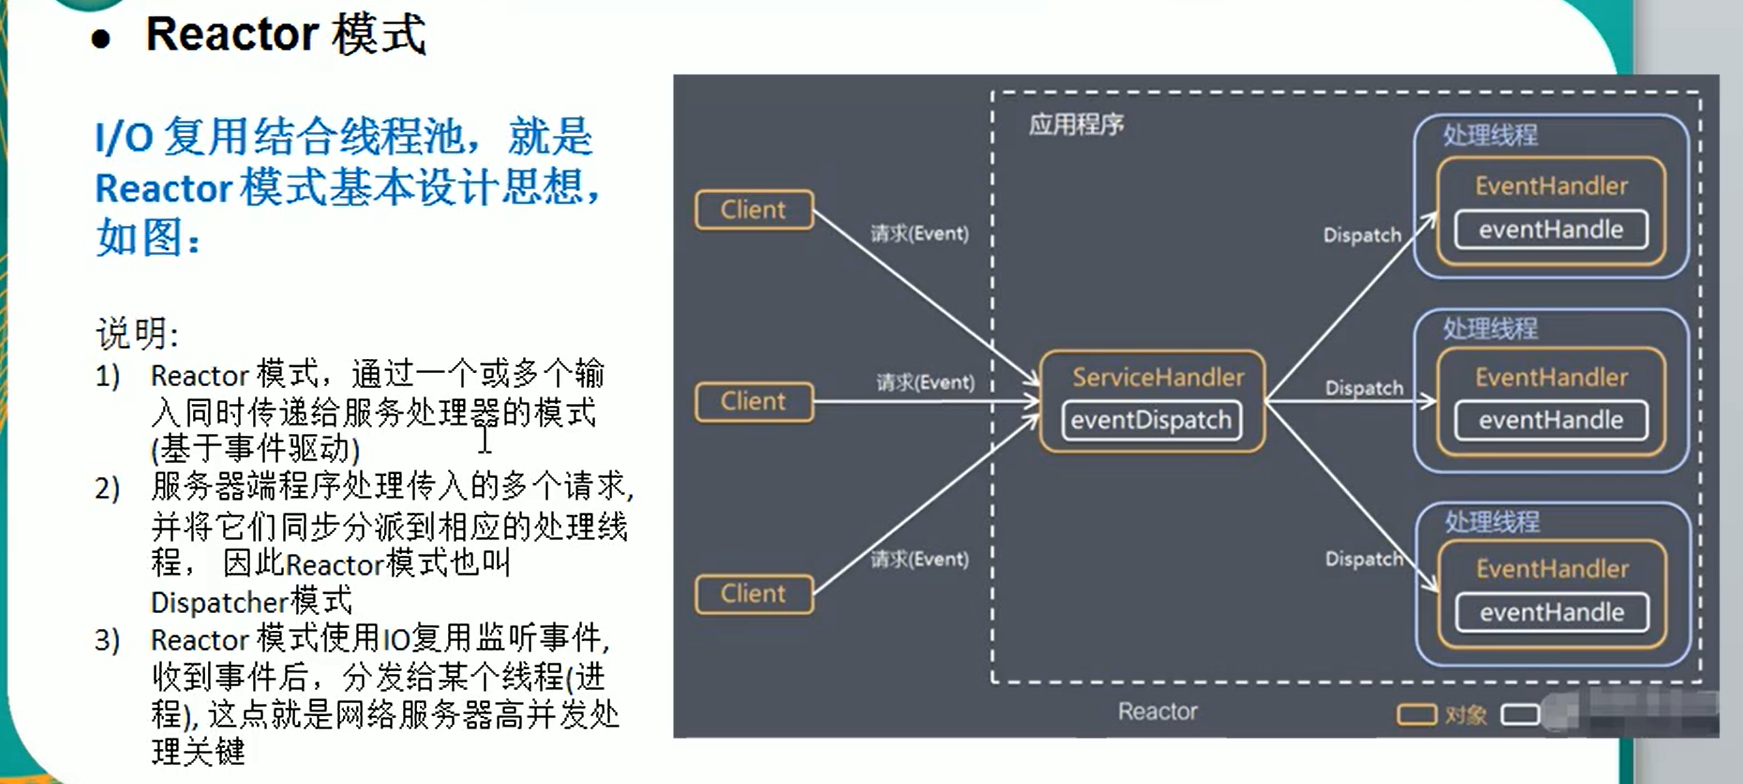 ● Reactor 模式
I/O 复用结合线程池，就是
Reactor 模式基本设计思想，
如图：
说明:
1) Reactor 模式，通过一个或多个输
入同时传递给服务处理器的模式
(基于事件驱动)
2) 服务器端程序处理传入的多个请求,
并将它们同步分派到相应的处理线
程， 因此Reactor模式也叫
Dispatcher模式
3) Reactor 模式使用IO复用监听事件,
收到事件后，分发给某个线程(进
程), 这点就是网络服务器高并发处
理关键
应用程序
Client
请求(Event)
Client
请求(Event)
Client
请求(Event)
ServiceHandler
eventDispatch
Dispatch
Dispatch
Dispatch
处理线程
EventHandler
eventHandle
处理线程
EventHandler
eventHandle
处理线程
EventHandler
eventHandle
Reactor
对象